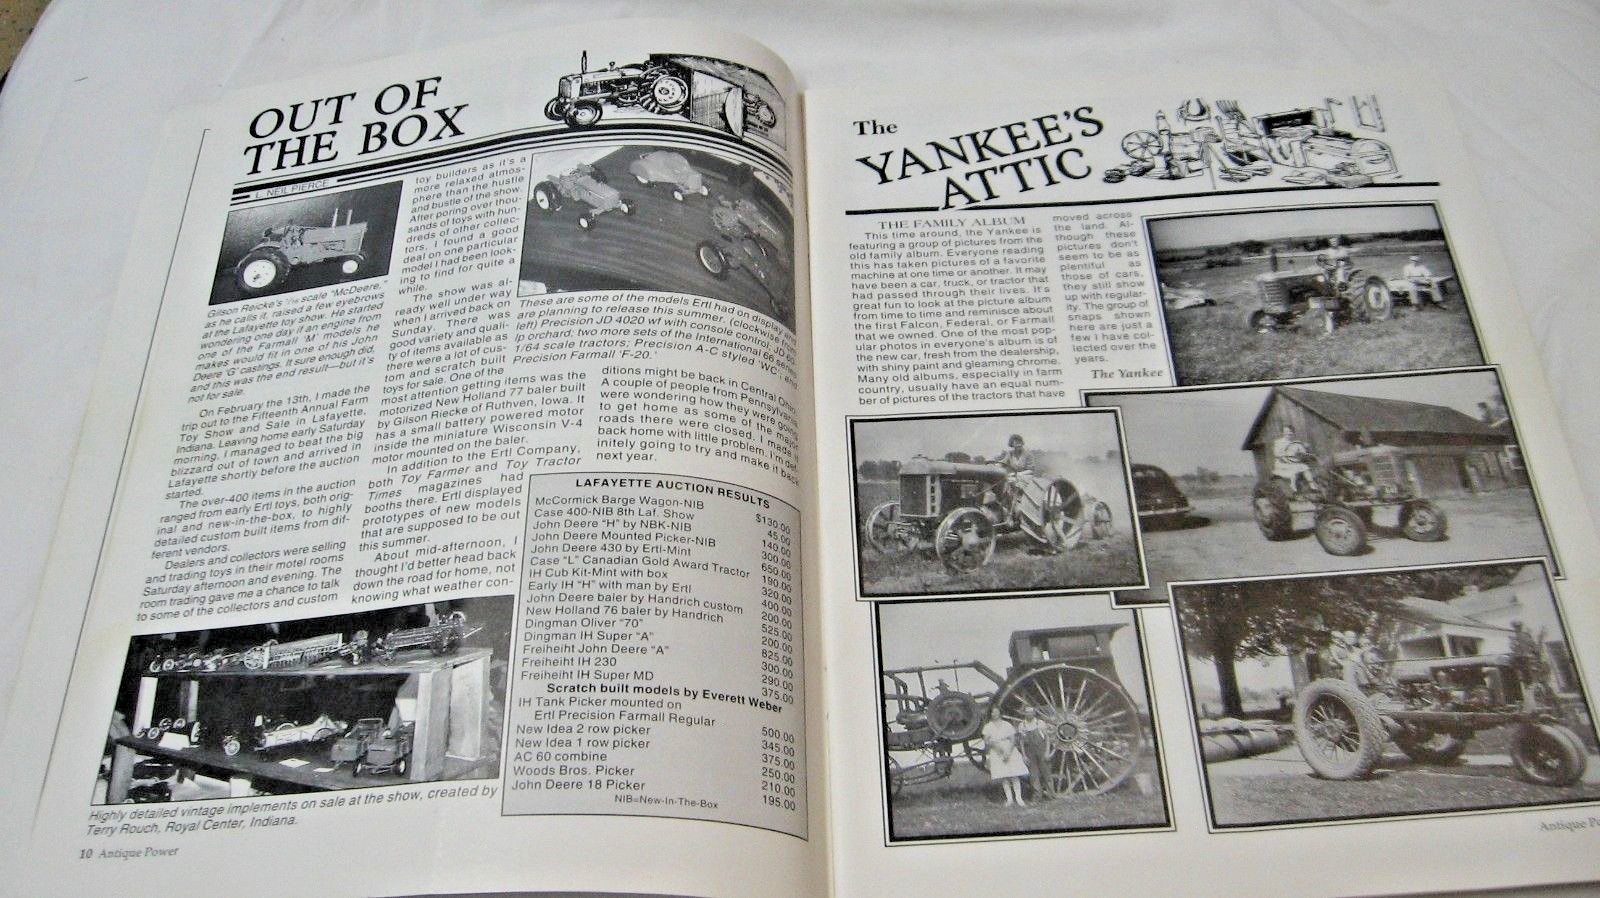 OUT OF
THE BOX
L. NEIL PIERCE
Gilson Reicke's 1/16 scale "McDeere,"
as he calls it, raised a few eyebrows
at the Lafayette toy show. He started
wondering one day if an engine from
one of the Farmall 'M' models he
makes would fit in one of his John
Deere 'G' castings. It sure enough did,
and this was the end result—but it's
not for sale.
On February the 13th, I made the
trip out to the Fifteenth Annual Farm
Toy Show and Sale in Lafayette,
Indiana. Leaving home early Saturday
morning, I managed to beat the big
blizzard out of town and arrived in
Lafayette shortly before the auction
started.
The over-400 items in the auction
ranged from early Ertl toys, both orig-
inal and new-in-the-box, to highly
detailed custom built items from dif-
ferent vendors.
Dealers and collectors were selling
and trading toys in their motel rooms
Saturday afternoon and evening. The
room trading gave me a chance to talk
to some of the collectors and custom
toy builders as it's a
more relaxed atmos-
phere than the hustle
and bustle of the show.
After poring over thou-
sands of toys with hun-
dreds of other collec-
tors, I found a good
deal on one particular
model I had been look-
ing to find for quite a
while.
The show was al-
ready well under way
when I arrived back on
Sunday. There was
good variety and quali-
ty of items available as
there were a lot of cus-
tom and scratch built
toys for sale. One of the
most attention getting items was the
motorized New Holland 77 baler built
by Gilson Riecke of Ruthven, Iowa. It
has a small battery powered motor
inside the miniature Wisconsin V-4
motor mounted on the baler.
In addition to the Ertl Company,
both Toy Farmer and Toy Tractor
Times magazines had
booths there. Ertl displayed
prototypes of new models
that are supposed to be out
this summer.
About mid-afternoon, I
thought I'd better head back
down the road for home, not
knowing what weather con-
These are some of the models Ertl had on display and
are planning to release this summer. (clockwise from
left) Precision JD 4020 wf with console control; JD 60
lp orchard; two more sets of the International 66 series
1/64 scale tractors; Precision A-C styled 'WC'; and
Precision Farmall 'F-20.'
ditions might be back in Central Ohio.
A couple of people from Pennsylvania
were wondering how they were going
to get home as some of the major
roads there were closed. I made it
back home with little problem. I'm def-
initely going to try and make it back
next year.
LAFAYETTE AUCTION RESULTS
McCormick Barge Wagon-NIB $130.00
Case 400-NIB 8th Laf. Show 45.00
John Deere "H" by NBK-NIB 140.00
John Deere Mounted Picker-NIB 300.00
John Deere 430 by Ertl-Mint 650.00
Case "L" Canadian Gold Award Tractor 190.00
IH Cub Kit-Mint with box 320.00
Early IH "H" with man by Ertl 400.00
John Deere baler by Handrich custom 200.00
New Holland 76 baler by Handrich 525.00
Dingman Oliver "70" 200.00
Dingman IH Super "A" 825.00
Freiheiht John Deere "A" 300.00
Freiheiht IH 230 290.00
Freiheiht IH Super MD 375.00
Scratch built models by Everett Weber
IH Tank Picker mounted on
Ertl Precision Farmall Regular 500.00
New Idea 2 row picker 345.00
New Idea 1 row picker 375.00
AC 60 combine 250.00
Woods Bros. Picker 210.00
John Deere 18 Picker 195.00
NIB=New-In-The-Box
Highly detailed vintage implements on sale at the show, created by
Terry Rouch, Royal Center, Indiana.
10 Antique Power
The
YANKEE'S
ATTIC
THE FAMILY ALBUM
This time around, the Yankee is
featuring a group of pictures from the
old family album. Everyone reading
this has taken pictures of a favorite
machine at one time or another. It may
have been a car, truck, or tractor that
had passed through their lives. It's
great fun to look at the picture album
from time to time and reminisce about
the first Falcon, Federal, or Farmall
that we owned. One of the most pop-
ular photos in everyone's album is of
the new car, fresh from the dealership,
with shiny paint and gleaming chrome.
Many old albums, especially in farm
country, usually have an equal num-
ber of pictures of the tractors that have
moved across
the land. Al-
though these
pictures don't
seem to be as
plentiful as
those of cars,
they still show
up with regular-
ity. The group of
snaps shown
here are just a
few I have col-
lected over the
years.
The Yankee
Antique Po